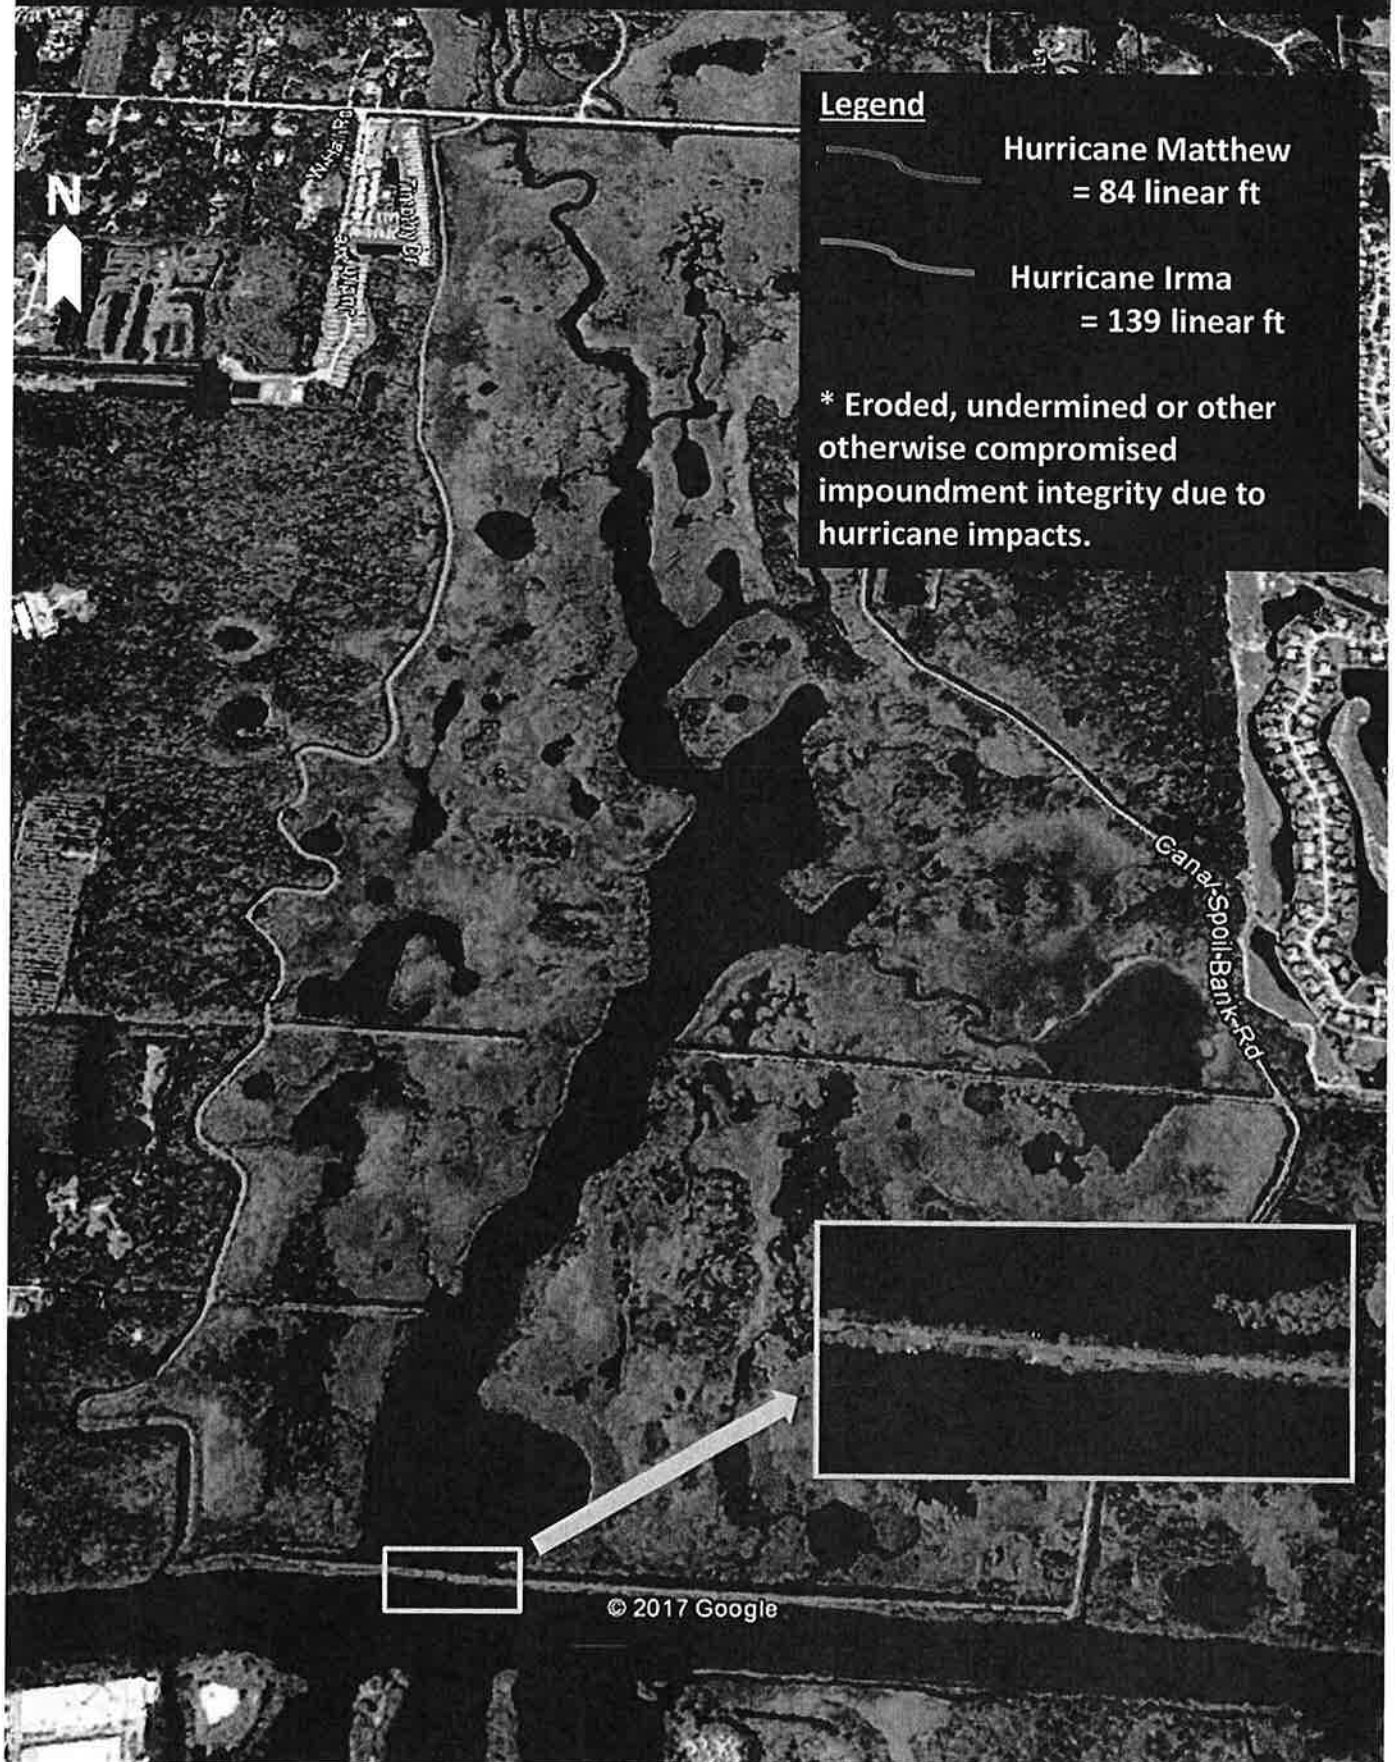 Legend
Hurricane Matthew
= 84 linear ft
Hurricane Irma
= 139 linear ft
* Eroded, undermined or other
otherwise compromised
impoundment integrity due to
hurricane impacts.
N
Canal Spoil Bank Rd
© 2017 Google